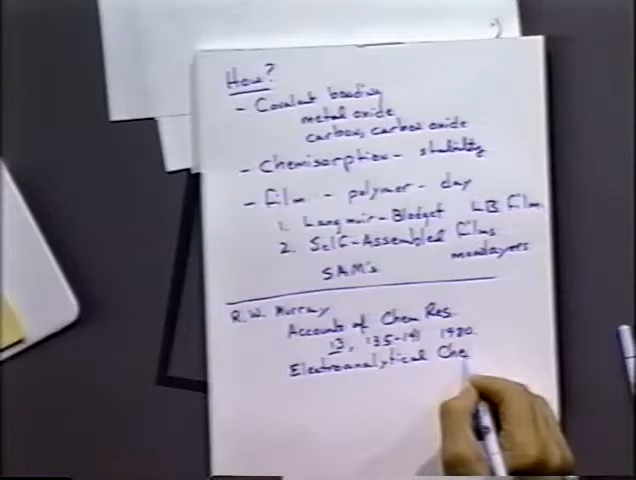 How?
- Covalent bonding
metal oxide
carbon, carbon oxide
- Chemisorption - stability
- film - polymer - clay
1. Langmuir-Blodget LB film
2. Self-Assembled films
monolayers
SAM's
R.W. Murray
Accounts of Chem Res.
13, 135-141 1980.
Electroanalytical Che